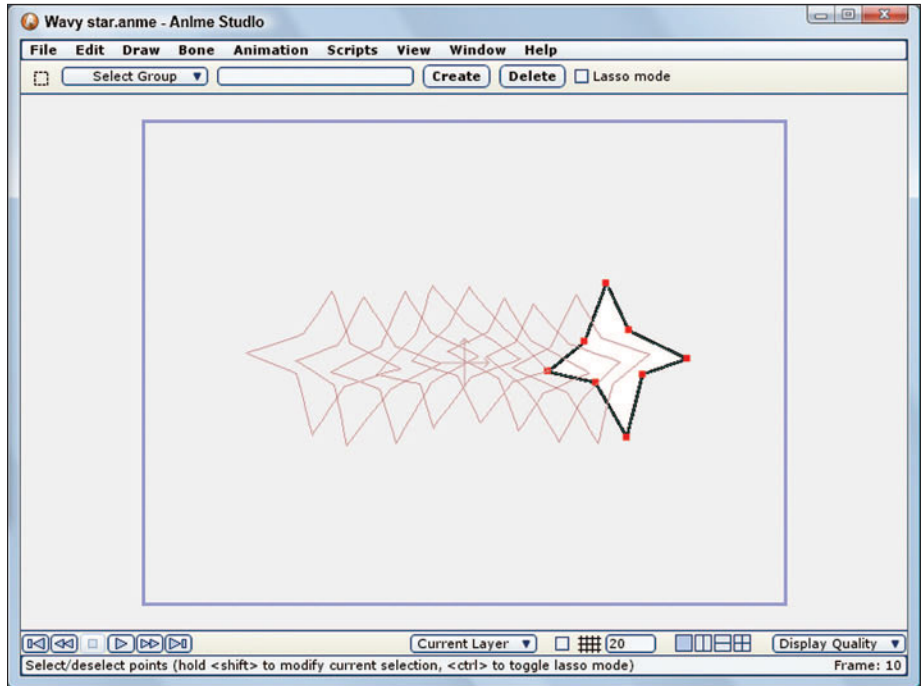 Wavy star.anme - AnIme StudIo
File Edit Draw Bone Animation Scripts View Window Help
Select Group Create Delete Lasso mode
Current Layer 20 Display Quality
Select/deselect points (hold <shift> to modify current selection, <ctrl> to toggle lasso mode) Frame: 10